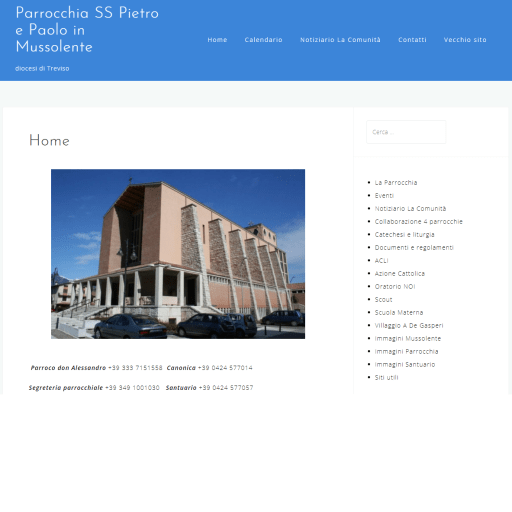 Parrocchia SS Pietro
e Paolo in
Mussolente
diocesi di Treviso
Home Calendario Notiziario La Comunità Contatti Vecchio sito
Home
Parroco don Alessandro +39 333 7151558 Canonica +39 0424 577014
Segreteria parrocchiale +39 349 1001030 Santuario +39 0424 577057
Cerca …
La Parrocchia
Eventi
Notiziario La Comunità
Collaborazione 4 parrocchie
Catechesi e liturgia
Documenti e regolamenti
ACLI
Azione Cattolica
Oratorio NOI
Scout
Scuola Materna
Villaggio A De Gasperi
Immagini Mussolente
Immagini Parrocchia
Immagini Santuario
Siti utili